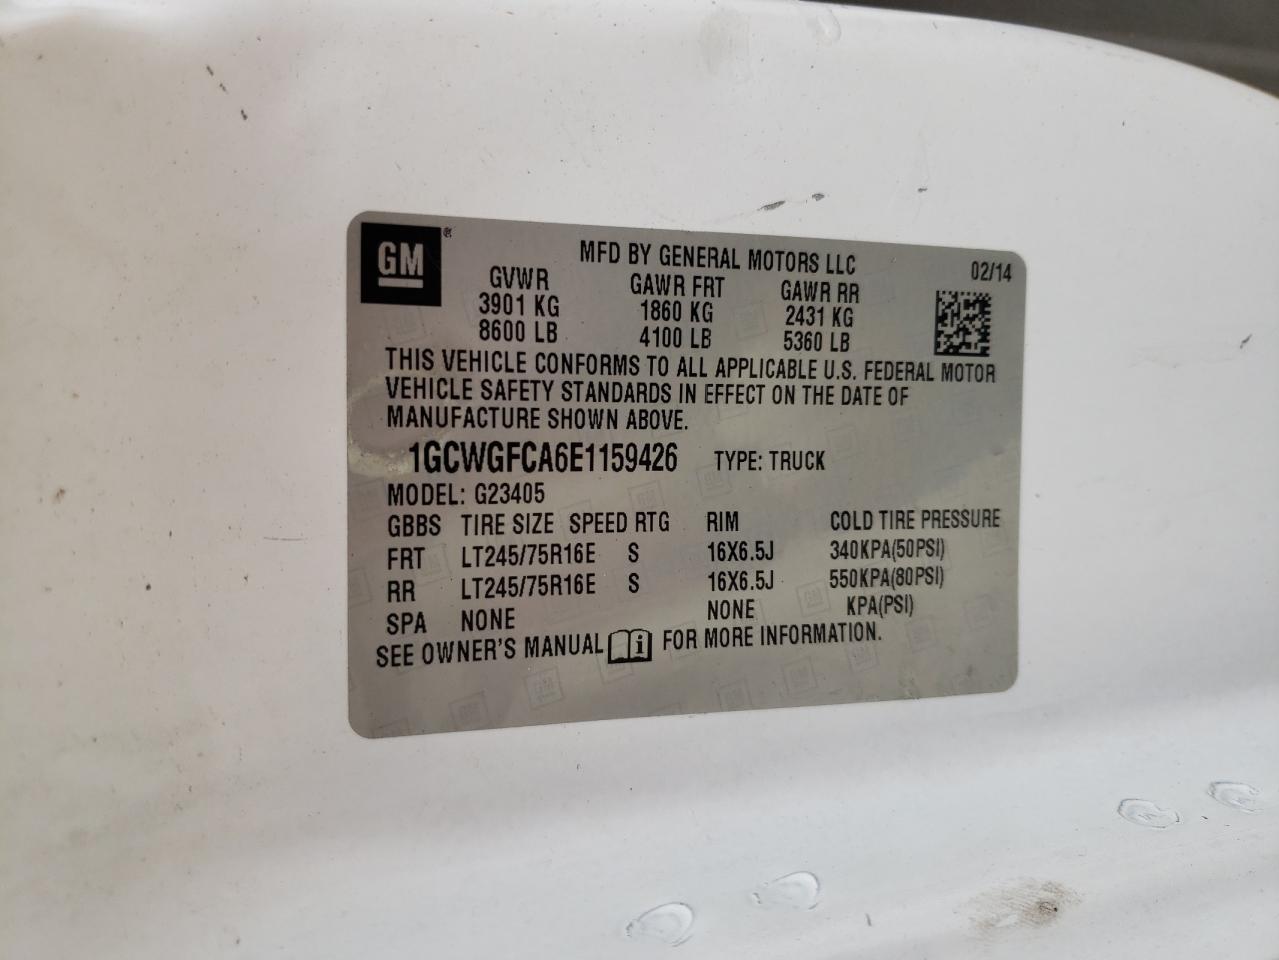 GM®
MFD BY GENERAL MOTORS LLC 02/14
GVWR GAWR FRT GAWR RR
3901 KG 1860 KG 2431 KG
8600 LB 4100 LB 5360 LB
THIS VEHICLE CONFORMS TO ALL APPLICABLE U.S. FEDERAL MOTOR
VEHICLE SAFETY STANDARDS IN EFFECT ON THE DATE OF
MANUFACTURE SHOWN ABOVE.
1GCWGFCA6E1159426 TYPE: TRUCK
MODEL: G23405
GBBS TIRE SIZE SPEED RTG RIM COLD TIRE PRESSURE
FRT LT245/75R16E S 16X6.5J 340KPA(50PSI)
RR LT245/75R16E S 16X6.5J 550KPA(80PSI)
SPA NONE NONE KPA(PSI)
SEE OWNER'S MANUAL i FOR MORE INFORMATION.